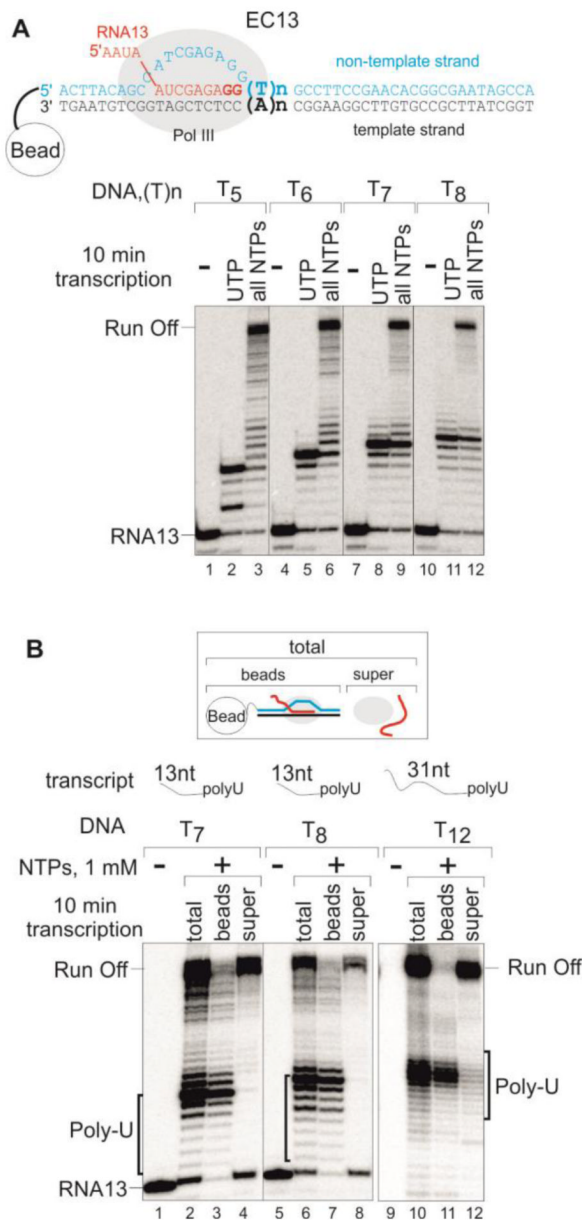 A
EC13
RNA13
5'AAUA
CATCGAGAGG
non-template strand
5' ACTTACAGC AUCGAGAGG (T)n GCCTTCCGAACACGGCGAATAGCCA
3' TGAATGTCGGTAGCTCTCC (A)n CGGAAGGCTTGTGCCGCTTATCGGT
Pol III
template strand
Bead
DNA,(T)n T5 T6 T7 T8
10 min transcription
- UTP all NTPs - UTP all NTPs - UTP all NTPs - UTP all NTPs
Run Off
RNA13
1 2 3 4 5 6 7 8 9 10 11 12
B
total
beads super
Bead
transcript 13nt polyU 13nt polyU 31nt polyU
DNA T7 T8 T12
NTPs, 1 mM - + - + - +
10 min transcription
total beads super total beads super total beads super
Run Off Run Off
Poly-U Poly-U
RNA13
1 2 3 4 5 6 7 8 9 10 11 12